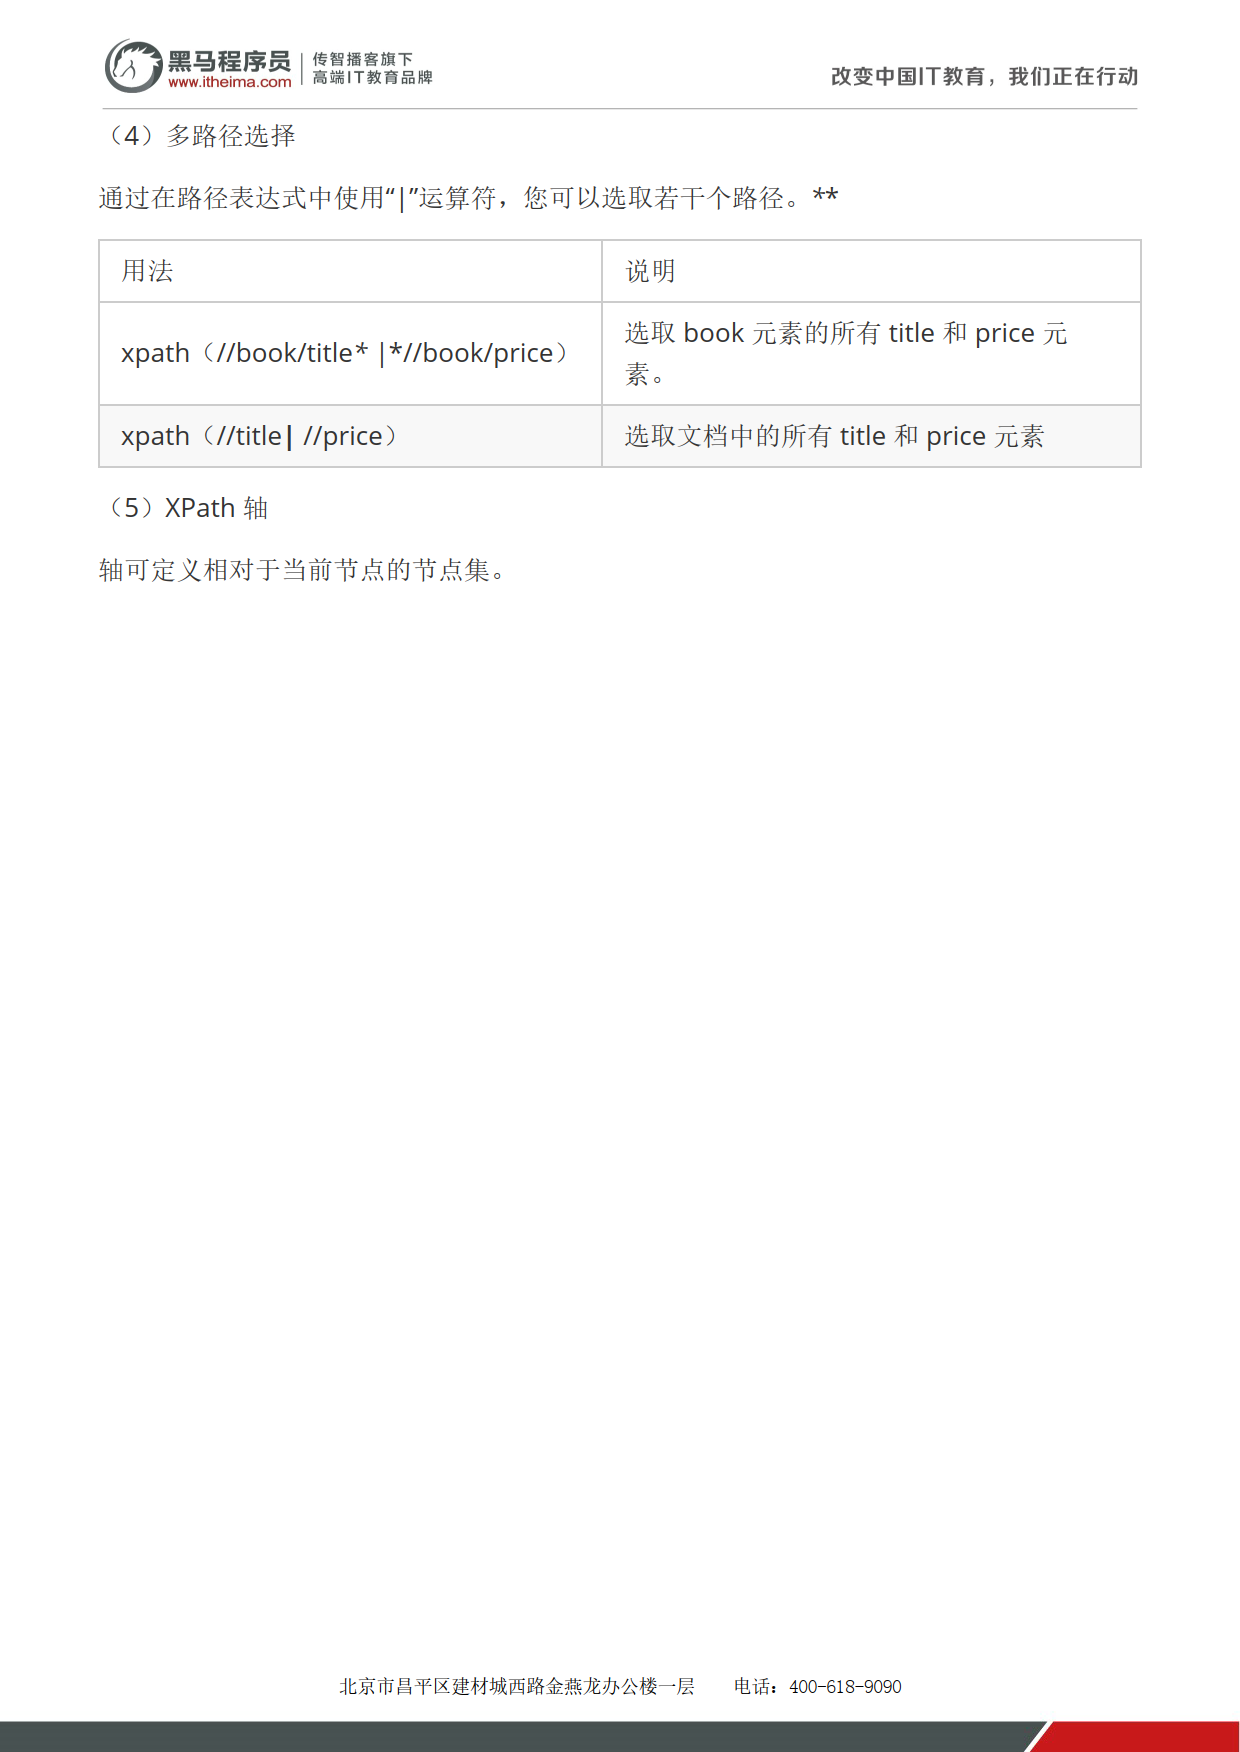 黑马程序员
www.itheima.com
传智播客旗下
高端IT教育品牌
改变中国IT教育，我们正在行动
（4）多路径选择
通过在路径表达式中使用“|”运算符，您可以选取若干个路径。**
用法
说明
xpath（//book/title* |*//book/price）
选取 book 元素的所有 title 和 price 元
素。
xpath（//title| //price）
选取文档中的所有 title 和 price 元素
（5）XPath 轴
轴可定义相对于当前节点的节点集。
北京市昌平区建材城西路金燕龙办公楼一层 电话：400-618-9090